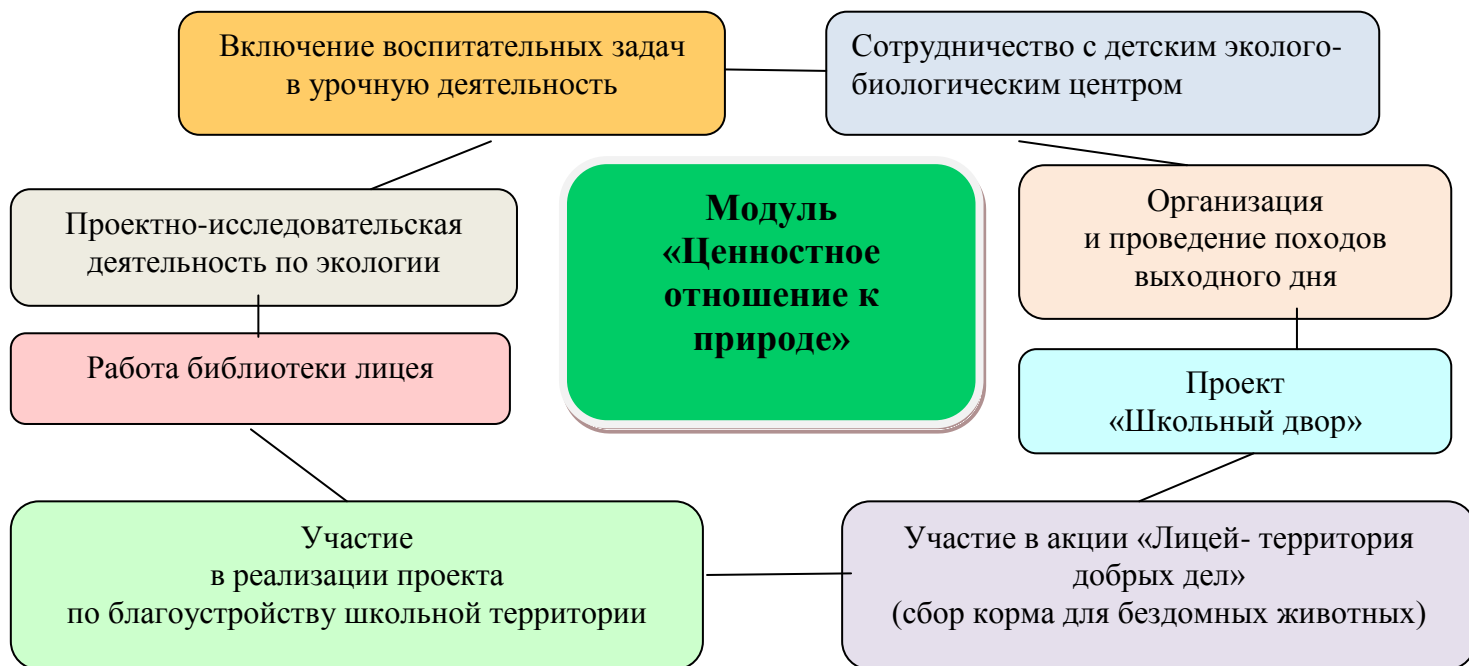 Включение воспитательных задач
в урочную деятельность
Сотрудничество с детским эколого-
биологическим центром
Проектно-исследовательская
деятельность по экологии
Модуль
«Ценностное
отношение к
природе»
Организация
и проведение походов
выходного дня
Работа библиотеки лицея
Проект
«Школьный двор»
Участие
в реализации проекта
по благоустройству школьной территории
Участие в акции «Лицей- территория
добрых дел»
(сбор корма для бездомных животных)